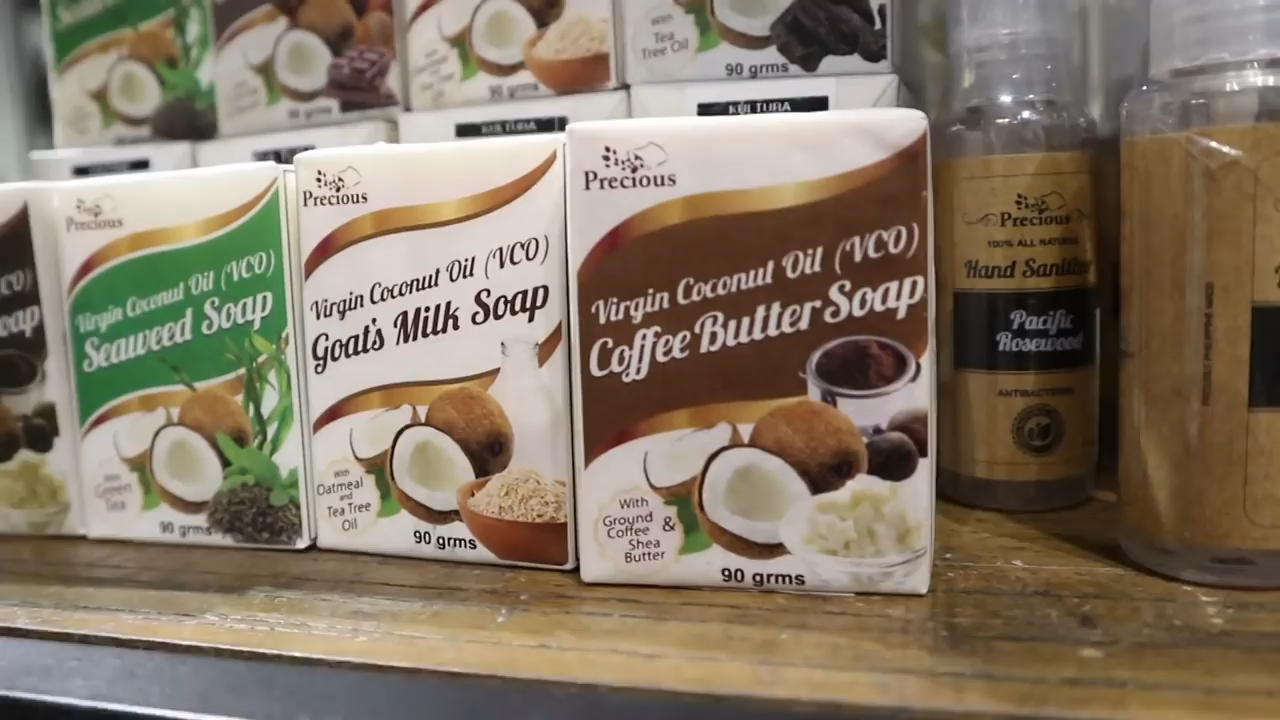 With
Tea
Tree Oil
90 grms
90 grms
KULTURA
KULTURA
Precious
Virgin Coconut Oil (VCO)
Seaweed Soap
With
Green
Tea
90 grms
Precious
Virgin Coconut Oil (VCO)
Goat's Milk Soap
With
Oatmeal
and
Tea Tree
Oil
90 grms
Precious
Virgin Coconut Oil (VCO)
Coffee Butter Soap
With
Ground
Coffee &
Shea
Butter
90 grms
Precious
100% ALL NATURAL
Hand Sanitizer
Pacific
Rosewood
ANTIBACTERIAL